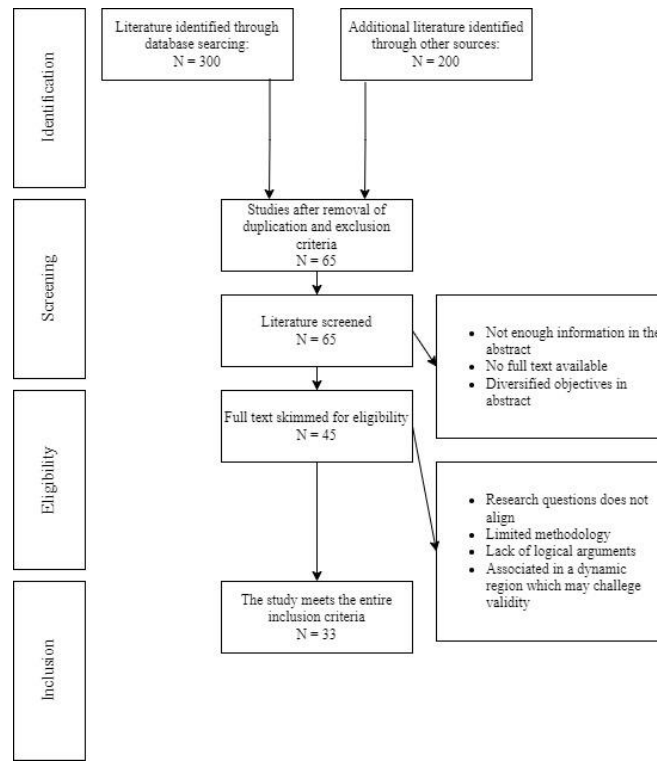 Identification
Literature identified through
database searcing:
N = 300
Additional literature identified
through other sources:
N = 200
Screening
Studies after removal of
duplication and exclusion
criteria
N = 65
Literature screened
N = 65
• Not enough information in the
abstract
• No full text available
• Diversified objectives in
abstract
Eligibility
Full text skimmed for eligibility
N = 45
• Research questions does not
align
• Limited methodology
• Lack of logical arguments
• Associated in a dynamic
region which may challege
validity
Inclusion
The study meets the entire
inclusion criteria
N = 33